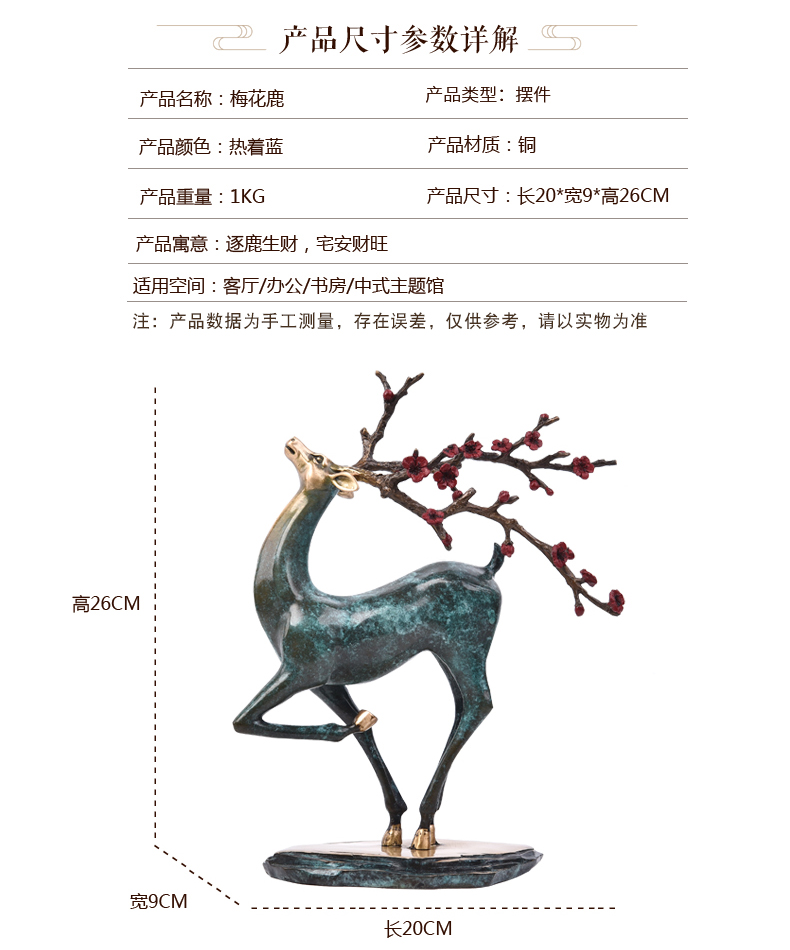 产品尺寸参数详解
产品名称：梅花鹿
产品类型：摆件
产品颜色：热着蓝
产品材质：铜
产品重量：1KG
产品尺寸：长20*宽9*高26CM
产品寓意：逐鹿生财，宅安财旺
适用空间：客厅/办公/书房/中式主题馆
注：产品数据为手工测量，存在误差，仅供参考，请以实物为准
高26CM
宽9CM
长20CM